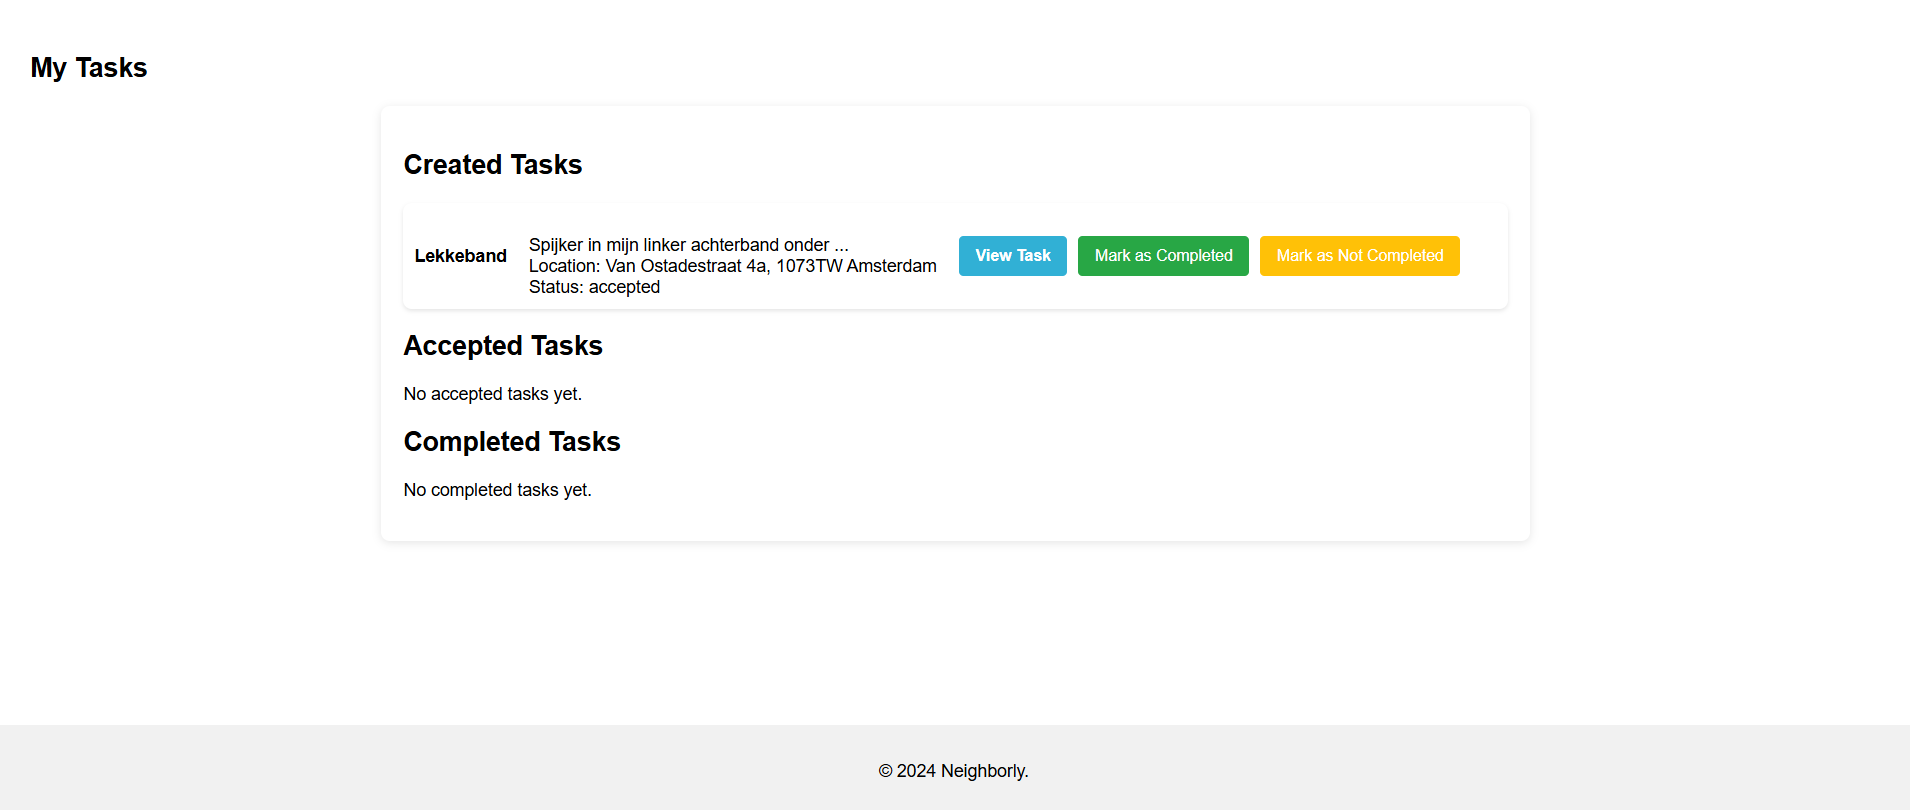 My Tasks
Created Tasks
Lekkeband
Spijker in mijn linker achterband onder ...
Location: Van Ostadestraat 4a, 1073TW Amsterdam
Status: accepted
View Task
Mark as Completed
Mark as Not Completed
Accepted Tasks
No accepted tasks yet.
Completed Tasks
No completed tasks yet.
© 2024 Neighborly.